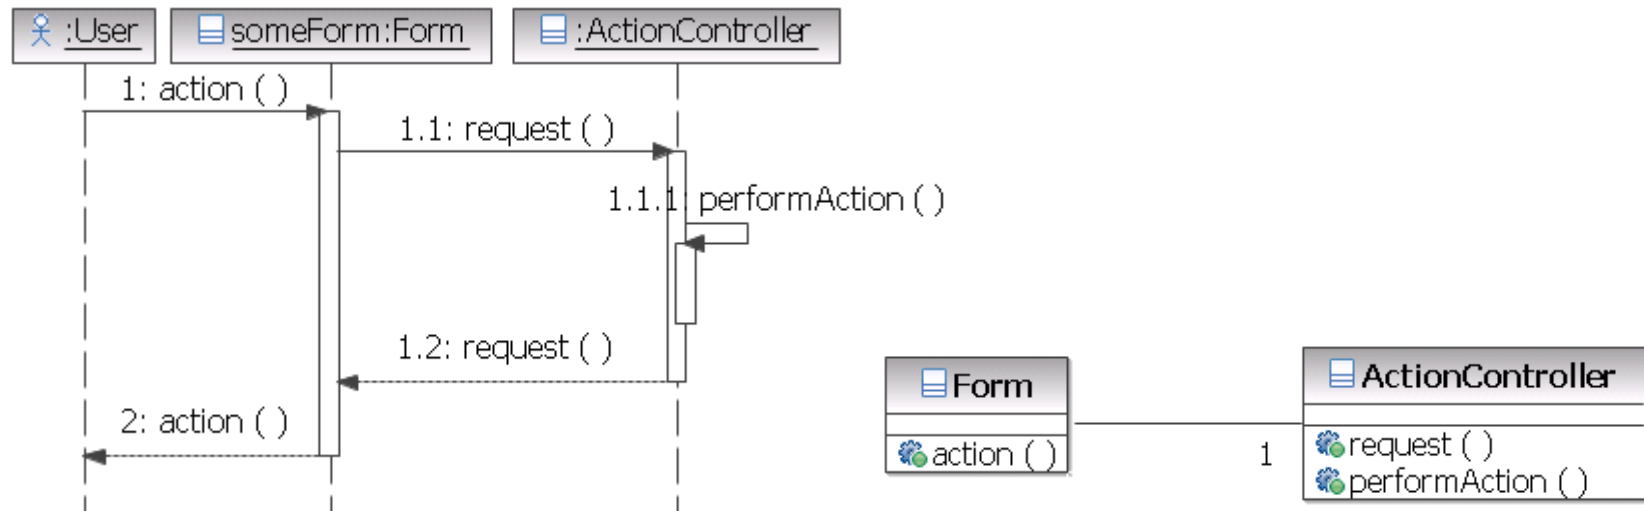 :User
someForm:Form
:ActionController
1: action ( )
1.1: request ( )
1.1.1: performAction ( )
1.2: request ( )
2: action ( )
Form
action ( )
1
ActionController
request ( )
performAction ( )